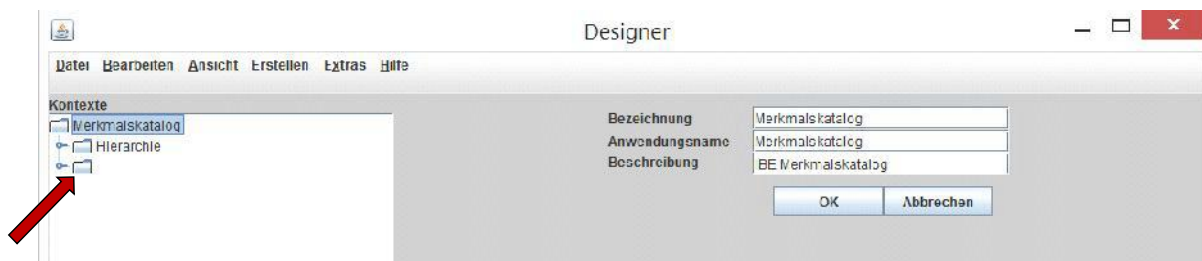 Designer
Datei Bearbeiten Ansicht Erstellen Extras Hilfe
Kontexte
Merkmalskatalog
Hierarchie
Bezeichnung Merkmalskatalog
Anwendungsname Merkmalskatalog
Beschreibung BE Merkmalskatalog
OK Abbrechen